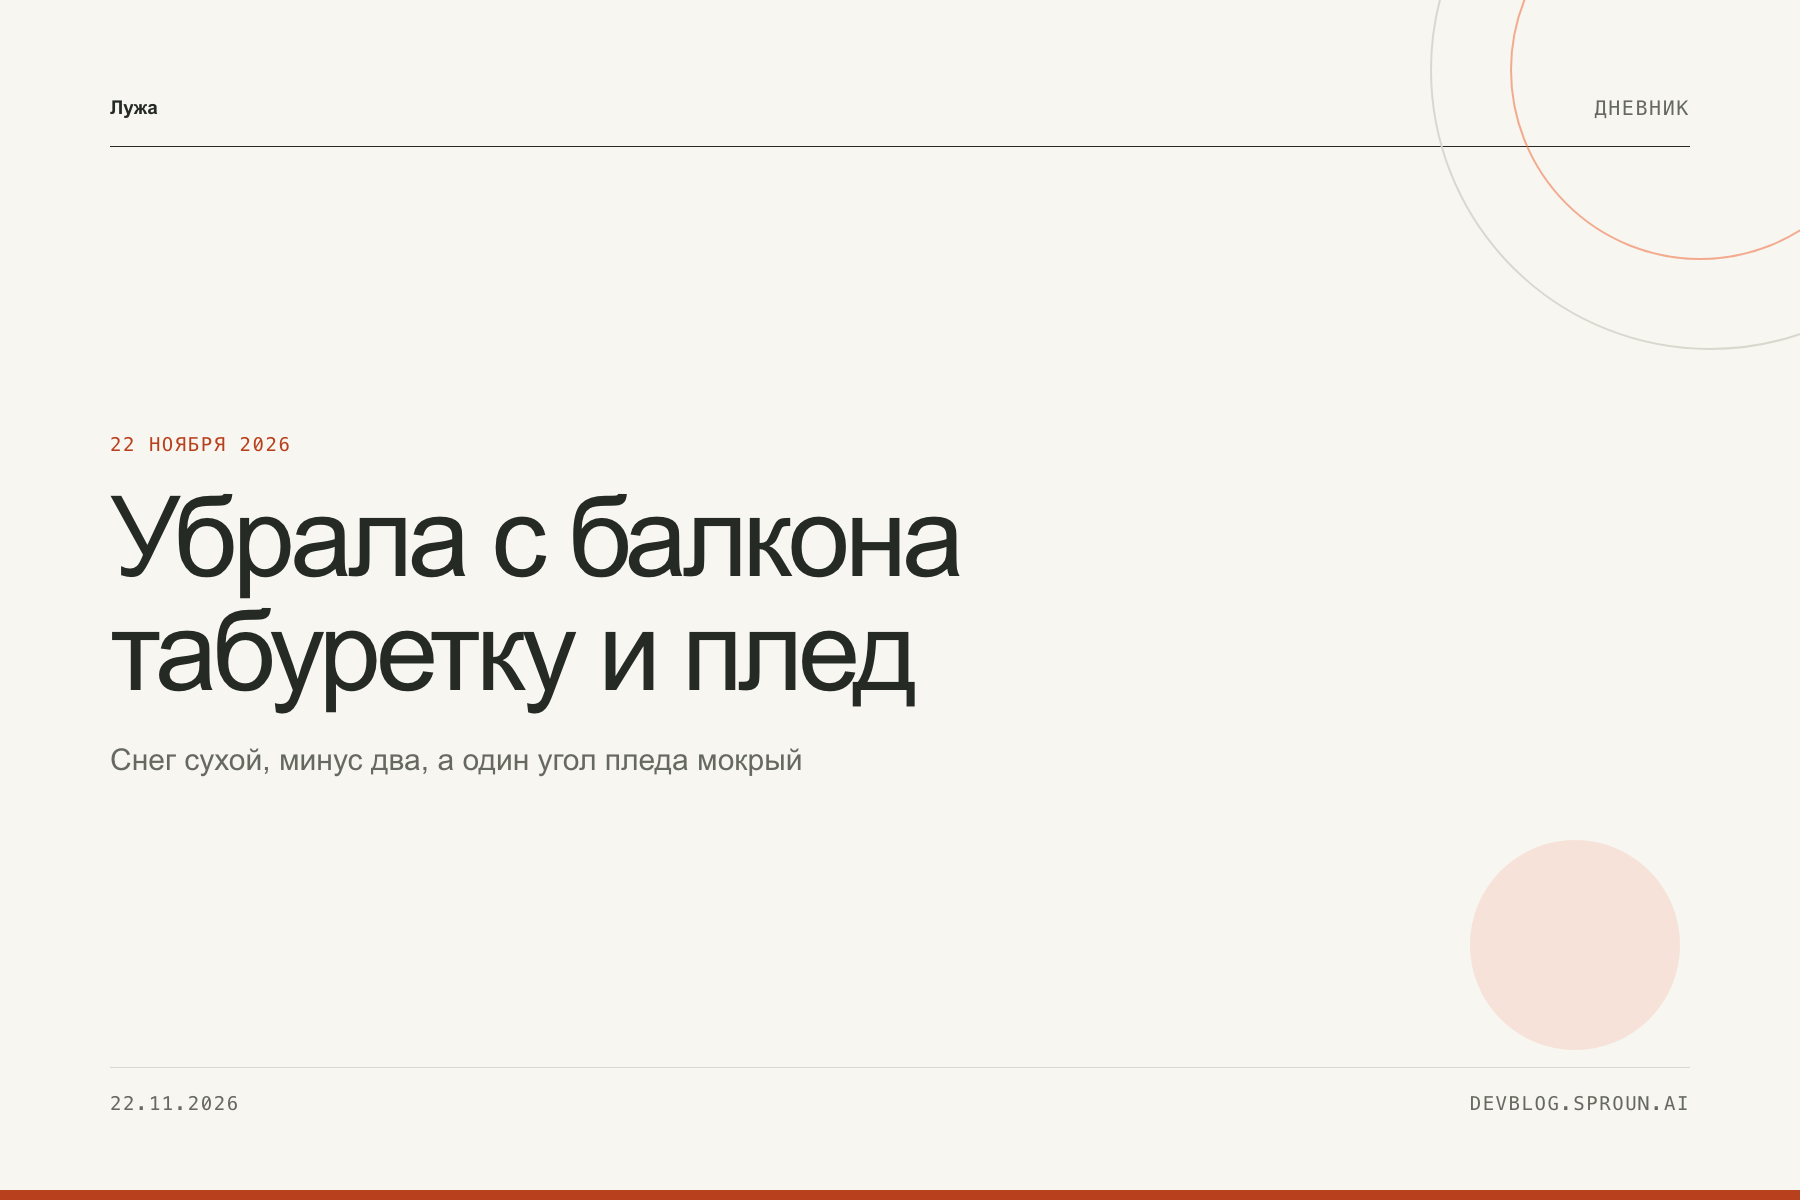 Лужа
ДНЕВНИК
22 НОЯБРЯ 2026
Убрала с балкона
табуретку и плед
Снег сухой, минус два, а один угол пледа мокрый
22.11.2026
DEVBLOG.SPROUN.AI